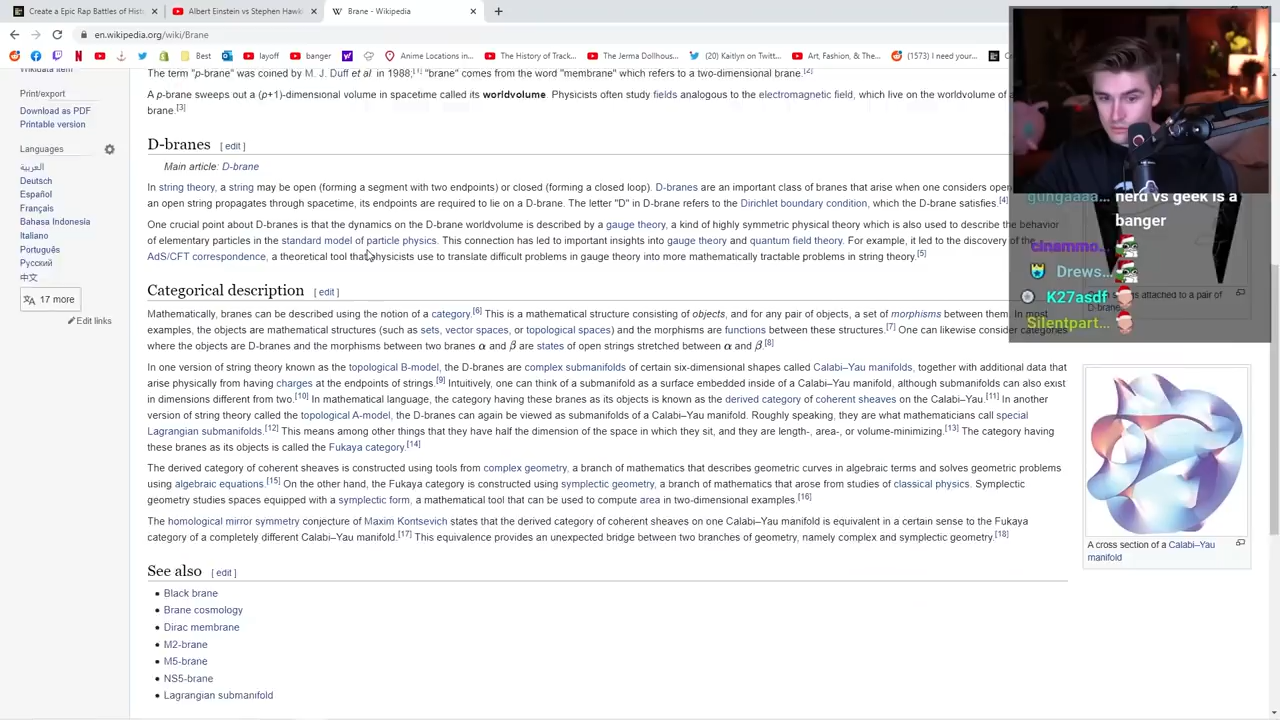 Create a Epic Rap Battles of Hist
Albert Einstein vs Stephen Hawki
Brane - Wikipedia
en.wikipedia.org/wiki/Brane
Best
layoff
banger
Anime Locations in...
The History of Track...
The Jerma Dollhous...
(20) Kaitlyn on Twitt...
Art, Fashion, & The...
(1573) I need your...
Wikidata item
Print/export
Download as PDF
Printable version
Languages
العربية
Deutsch
Español
Français
Bahasa Indonesia
Italiano
Português
Русский
中文
17 more
Edit links
The term "p-brane" was coined by M. J. Duff et al in 1988;[1] "brane" comes from the word "membrane" which refers to a two-dimensional brane.[2]
A p-brane sweeps out a (p+1)-dimensional volume in spacetime called its worldvolume. Physicists often study fields analogous to the electromagnetic field, which live on the worldvolume of a
brane.[3]
D-branes [ edit ]
Main article: D-brane
In string theory, a string may be open (forming a segment with two endpoints) or closed (forming a closed loop). D-branes are an important class of branes that arise when one considers open
an open string propagates through spacetime, its endpoints are required to lie on a D-brane. The letter "D" in D-brane refers to the Dirichlet boundary condition, which the D-brane satisfies.[4]
One crucial point about D-branes is that the dynamics on the D-brane worldvolume is described by a gauge theory, a kind of highly symmetric physical theory which is also used to describe the behavior
of elementary particles in the standard model of particle physics. This connection has led to important insights into gauge theory and quantum field theory. For example, it led to the discovery of the
AdS/CFT correspondence, a theoretical tool that physicists use to translate difficult problems in gauge theory into more mathematically tractable problems in string theory.[5]
Categorical description [ edit ]
Mathematically, branes can be described using the notion of a category.[6] This is a mathematical structure consisting of objects, and for any pair of objects, a set of morphisms between them. In most
examples, the objects are mathematical structures (such as sets, vector spaces, or topological spaces) and the morphisms are functions between these structures.[7] One can likewise consider categories
where the objects are D-branes and the morphisms between two branes α and β are states of open strings stretched between α and β.[8]
In one version of string theory known as the topological B-model, the D-branes are complex submanifolds of certain six-dimensional shapes called Calabi–Yau manifolds, together with additional data that
arise physically from having charges at the endpoints of strings.[9] Intuitively, one can think of a submanifold as a surface embedded inside of a Calabi–Yau manifold, although submanifolds can also exist
in dimensions different from two.[10] In mathematical language, the category having these branes as its objects is known as the derived category of coherent sheaves on the Calabi–Yau.[11] In another
version of string theory called the topological A-model, the D-branes can again be viewed as submanifolds of a Calabi–Yau manifold. Roughly speaking, they are what mathematicians call special
Lagrangian submanifolds.[12] This means among other things that they have half the dimension of the space in which they sit, and they are length-, area-, or volume-minimizing.[13] The category having
these branes as its objects is called the Fukaya category.[14]
The derived category of coherent sheaves is constructed using tools from complex geometry, a branch of mathematics that describes geometric curves in algebraic terms and solves geometric problems
using algebraic equations.[15] On the other hand, the Fukaya category is constructed using symplectic geometry, a branch of mathematics that arose from studies of classical physics. Symplectic
geometry studies spaces equipped with a symplectic form, a mathematical tool that can be used to compute area in two-dimensional examples.[16]
The homological mirror symmetry conjecture of Maxim Kontsevich states that the derived category of coherent sheaves on one Calabi–Yau manifold is equivalent in a certain sense to the Fukaya
category of a completely different Calabi–Yau manifold.[17] This equivalence provides an unexpected bridge between two branches of geometry, namely complex and symplectic geometry.[18]
See also [ edit ]
Black brane
Brane cosmology
Dirac membrane
M2-brane
M5-brane
NS5-brane
Lagrangian submanifold
gungaaaa... nerd vs geek is a
banger
cinammo...
Drews...
K27asdf
Silentpart...
attached to a pair of
D-brane
A cross section of a Calabi–Yau
manifold